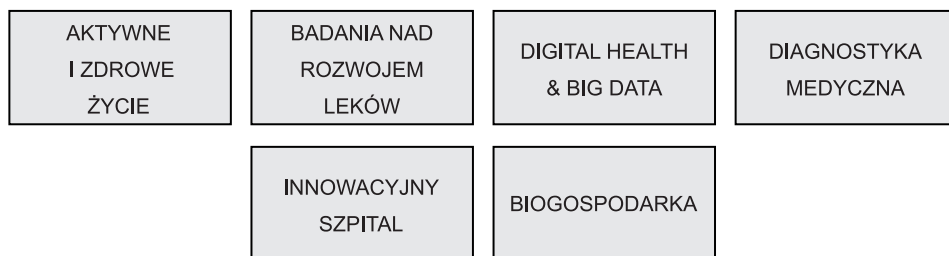 AKTYWNE
I ZDROWE
ŻYCIE
BADANIA NAD
ROZWOJEM
LEKÓW
DIGITAL HEALTH
& BIG DATA
DIAGNOSTYKA
MEDYCZNA
INNOWACYJNY
SZPITAL
BIOGOSPODARKA